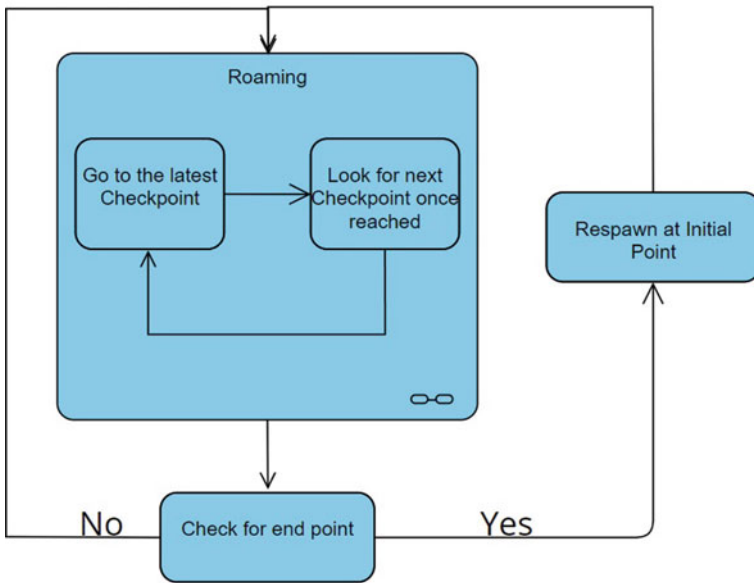 Roaming
Go to the latest
Checkpoint
Look for next
Checkpoint once
reached
Respawn at Initial
Point
No
Check for end point
Yes